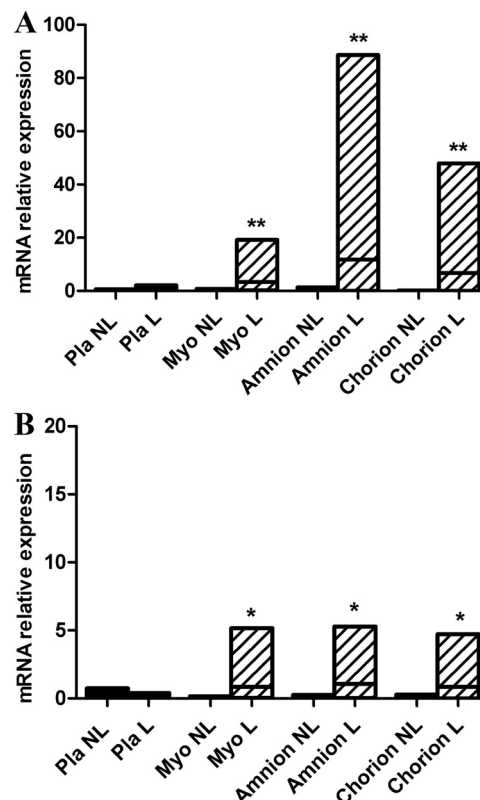 A
mRNA relative expression
100
80
60
40
20
0
**
**
**
Pla NL
Pla L
Myo NL
Myo L
Amnion NL
Amnion L
Chorion NL
Chorion L
B
mRNA relative expression
20
15
10
5
0
*
*
*
Pla NL
Pla L
Myo NL
Myo L
Amnion NL
Amnion L
Chorion NL
Chorion L